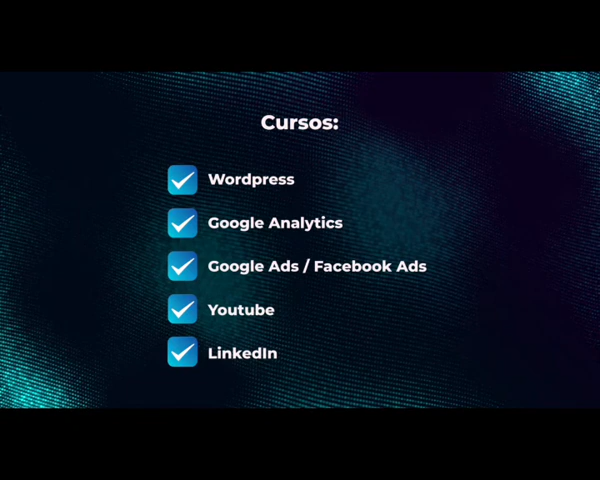 Cursos:
Wordpress
Google Analytics
Google Ads / Facebook Ads
Youtube
LinkedIn